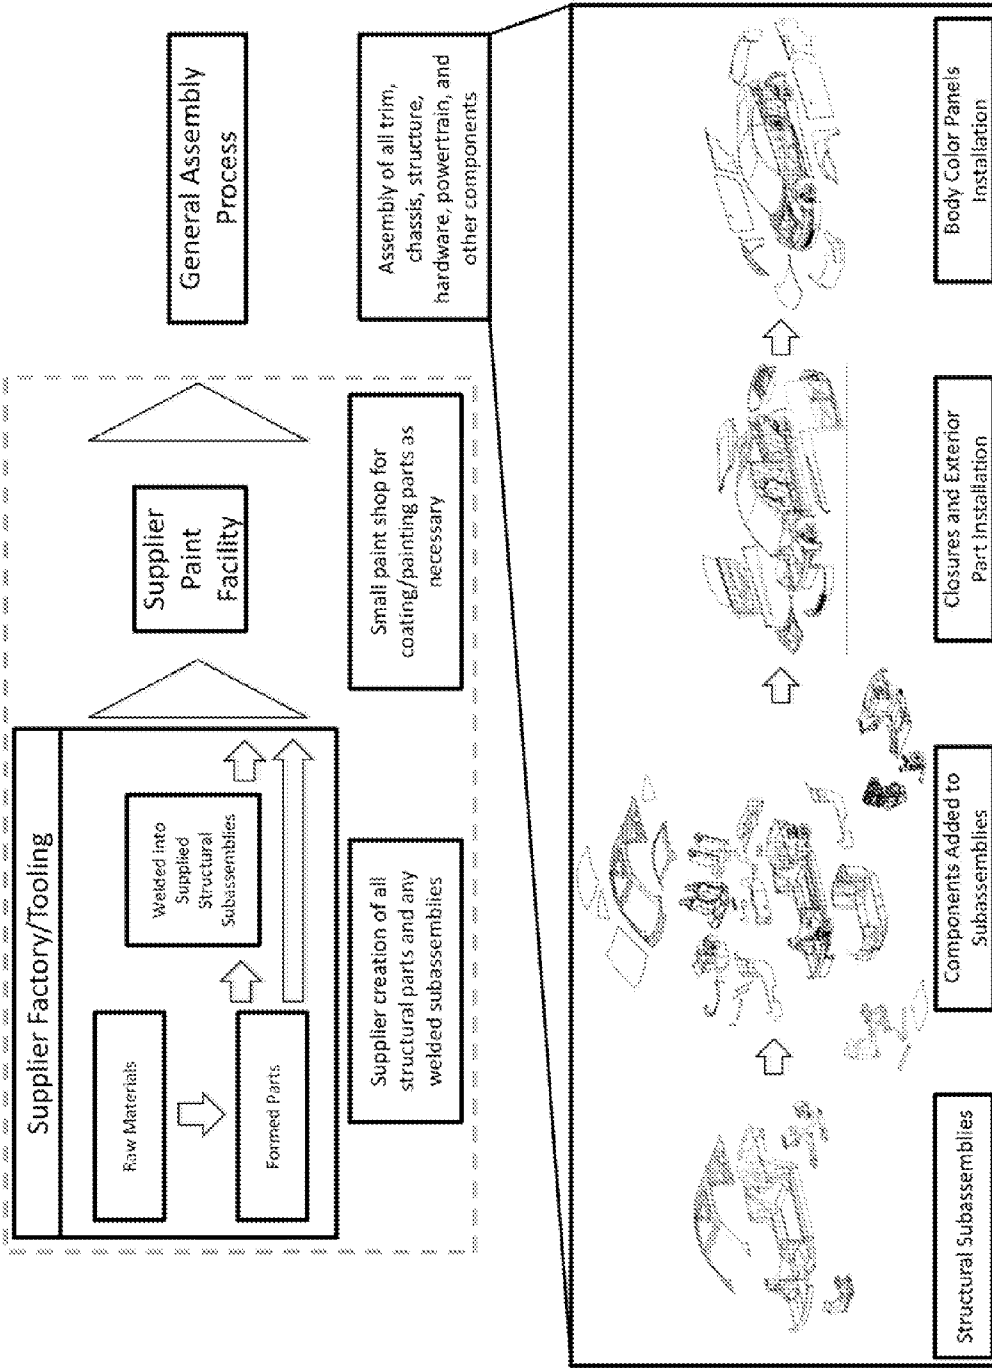 Supplier Factory/Tooling
Raw Materials
Formed Parts
Welded into
Supplied
Structural
Subassemblies
Supplier
Paint
Facility
General Assembly
Process
Supplier creation of all
structural parts and any
welded subassemblies
Small paint shop for
coating/painting parts as
necessary
Assembly of all trim,
chassis, structure,
hardware, powertrain, and
other components
Structural Subassemblies
Components Added to
Subassemblies
Closures and Exterior
Part Installation
Body Color Panels
Installation